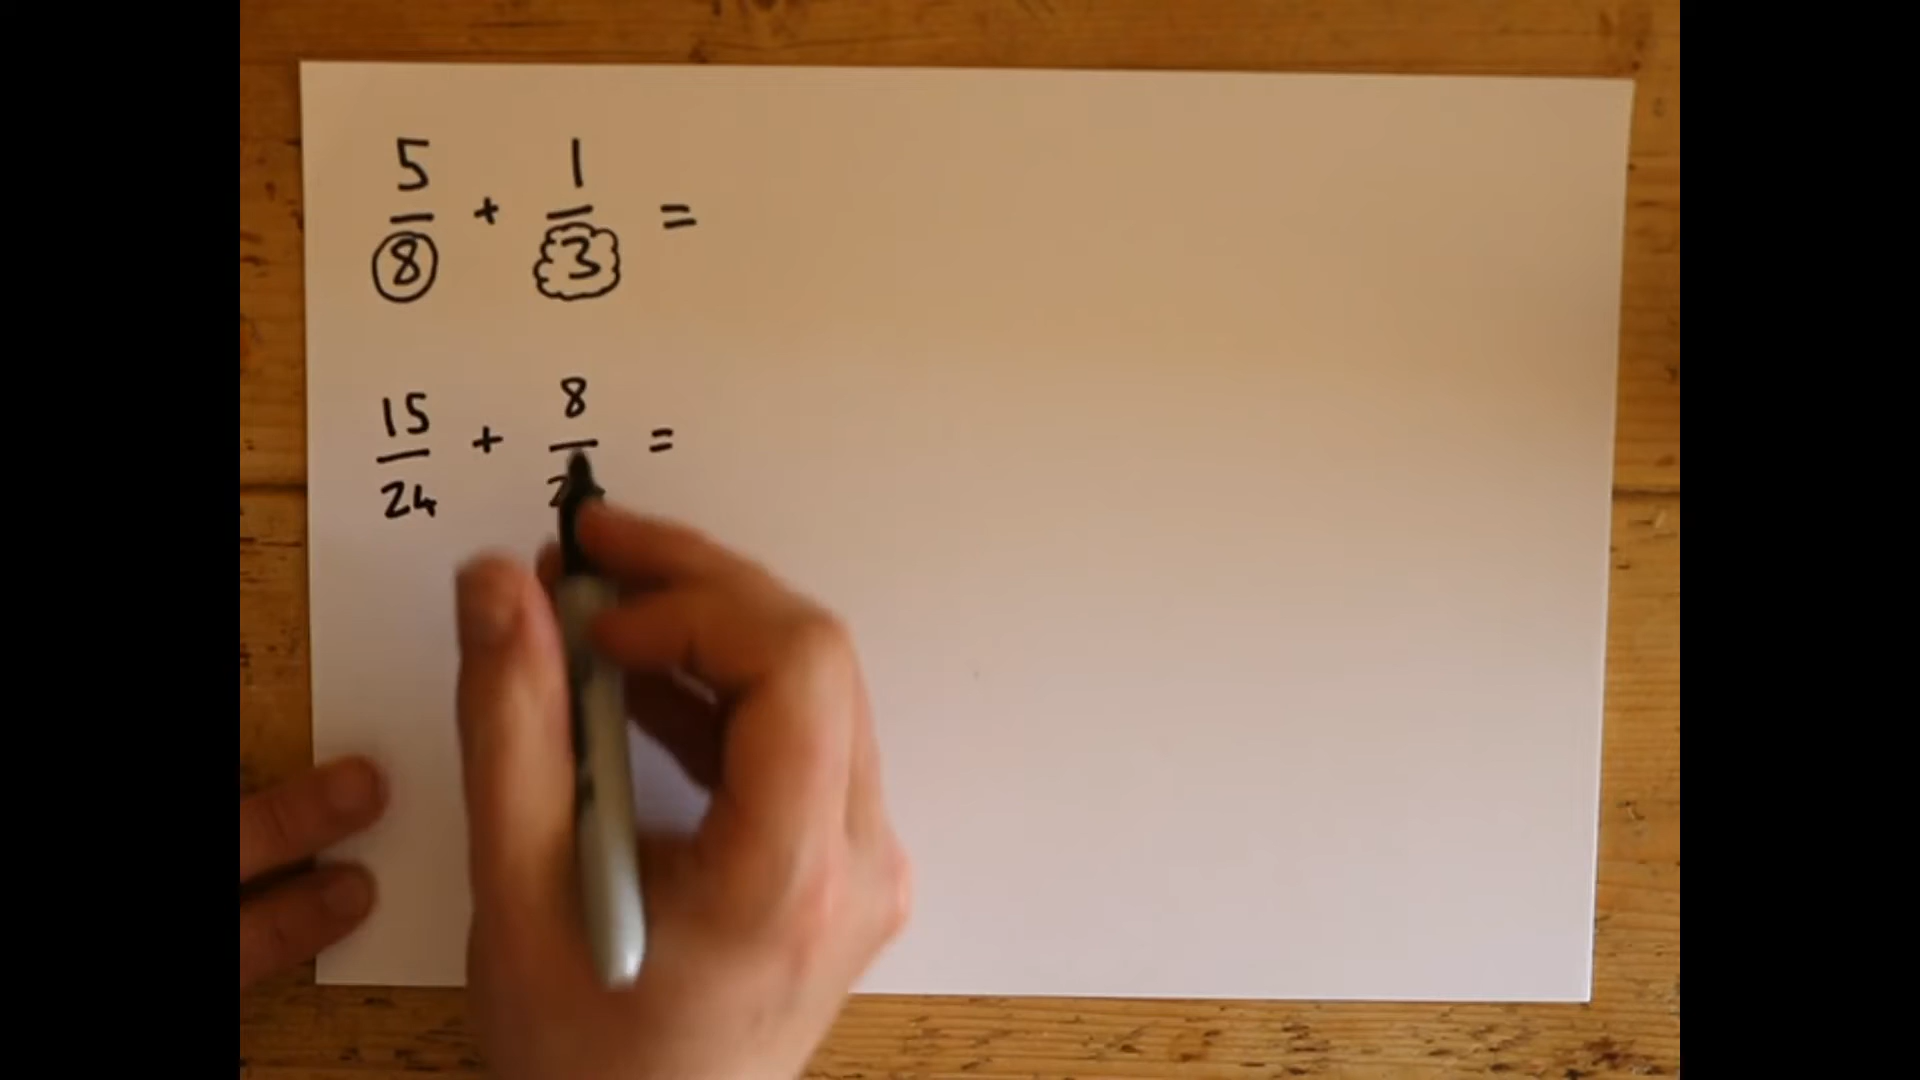 5/8 + 1/3 =
15/24 + 8/ =